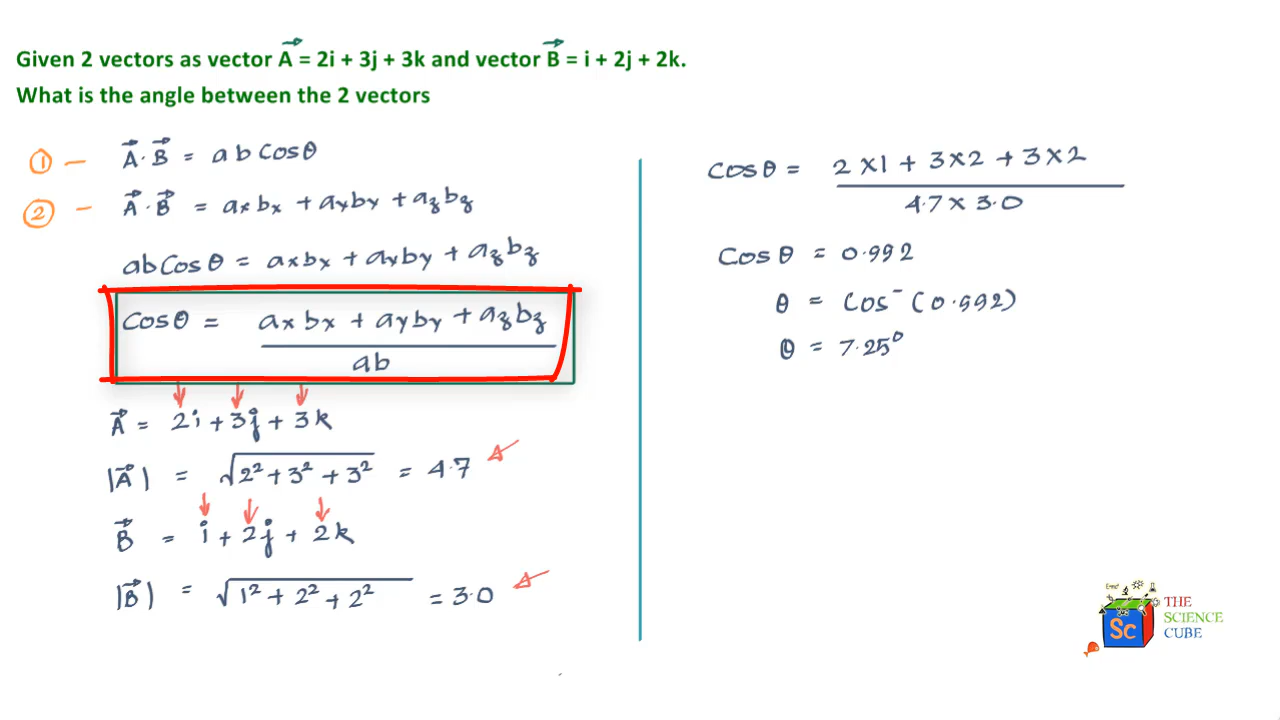 Given 2 vectors as vector A⃗ = 2i + 3j + 3k and vector B⃗ = i + 2j + 2k.
What is the angle between the 2 vectors
① — A⃗·B⃗ = ab Cosθ
② — A⃗·B⃗ = axbx + ayby + azbz
abCosθ = axbx + ayby + azbz
Cosθ = axbx + ayby + azbz
ab
A⃗ = 2i + 3j + 3k
|A⃗| = √2² + 3² + 3² = 4.7
B⃗ = i + 2j + 2k
|B⃗| = √1² + 2² + 2² = 3.0
Cosθ = 2×1 + 3×2 + 3×2
4.7 × 3.0
Cosθ = 0.992
θ = Cos⁻ (0.992)
θ = 7.25⁰
Sc
THE
SCIENCE
CUBE